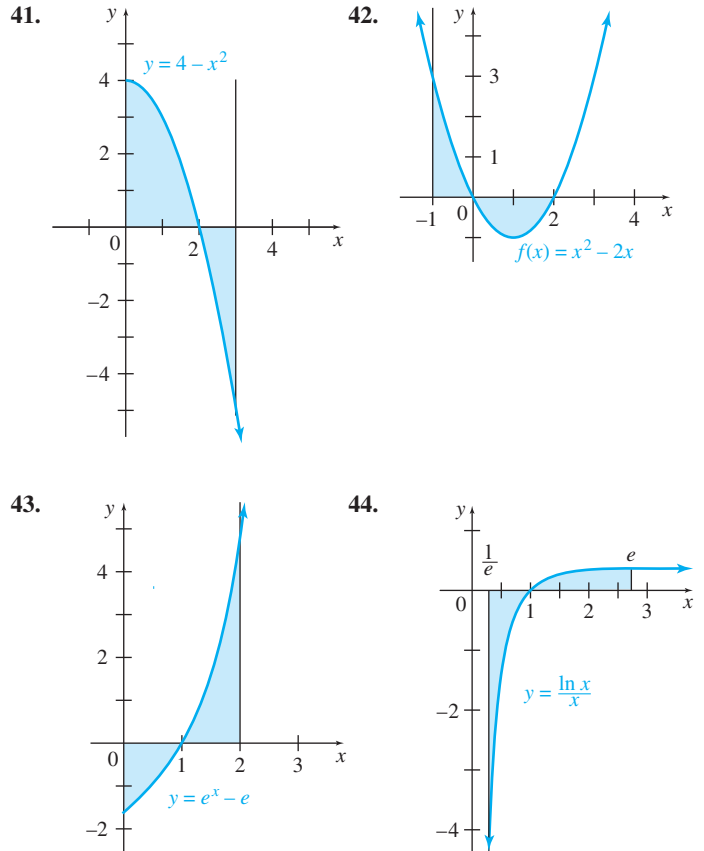 41.
y
y = 4 – x²
4
2
0
2
4
x
–2
–4
42.
y
3
1
–1
0
2
4
x
f(x) = x² – 2x
43.
y
4
2
0
1
2
3
x
y = eˣ – e
–2
44.
y
1/e
e
0
1
2
3
x
y = ln x/x
–2
–4